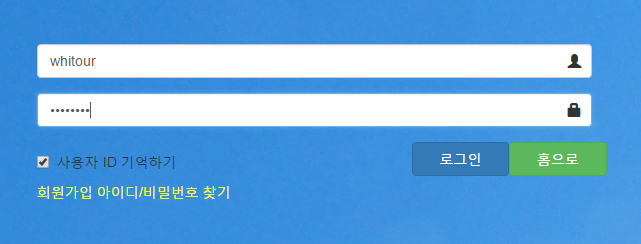 whitour
••••••••
사용자 ID 기억하기
로그인 홈으로
회원가입 아이디/비밀번호 찾기